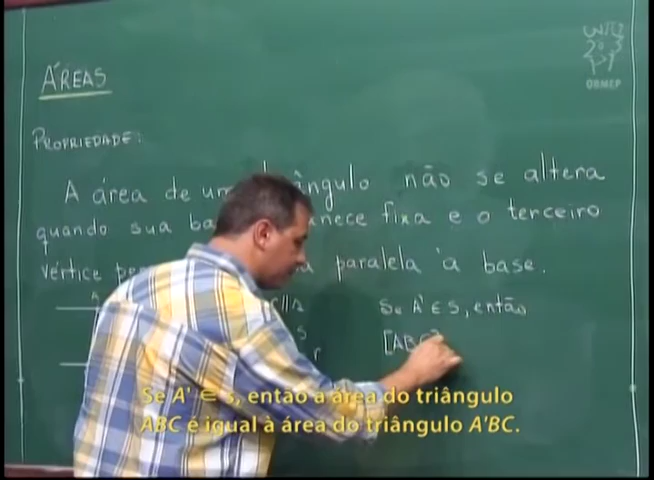 ÁREAS
OBMEP
PROPRIEDADE:
A área de um triângulo não se altera
quando sua fixa e o terceiro
vértice paralela à base.
A r//s
Se A' ∈ s, então
s
[ABC]
r
Se A' ∈ s, então a área do triângulo
ABC é igual à área do triângulo A'BC.